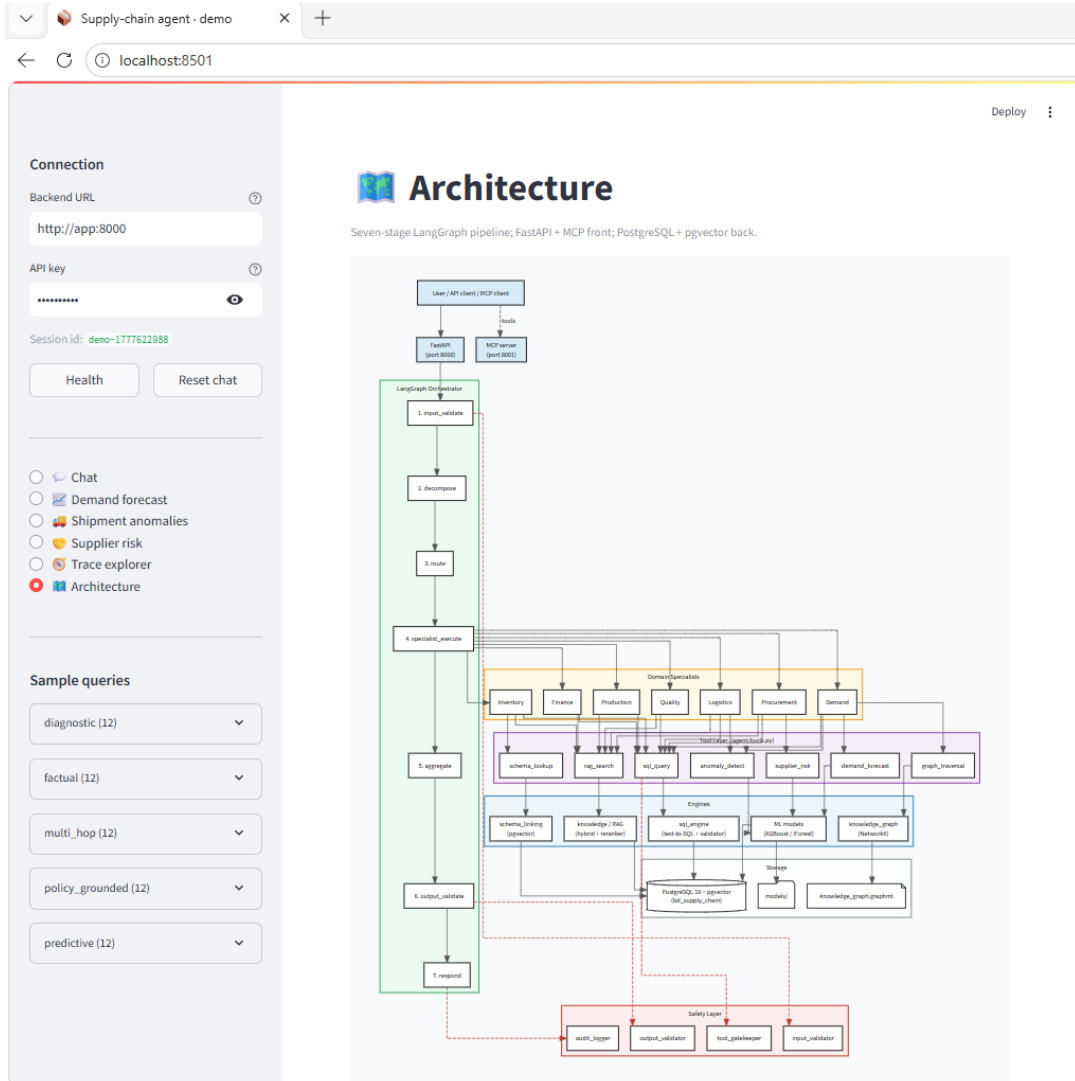 Supply-chain agent · demo
localhost:8501
Deploy
Connection
Backend URL
http://app:8000
API key
••••••••••
Session id: demo-1777622988
Health
Reset chat
Chat
Demand forecast
Shipment anomalies
Supplier risk
Trace explorer
Architecture
Sample queries
diagnostic (12)
factual (12)
multi_hop (12)
policy_grounded (12)
predictive (12)
Architecture
Seven-stage LangGraph pipeline; FastAPI + MCP front; PostgreSQL + pgvector back.
User / API client / MCP client
tools
FastAPI
(port 8000)
MCP server
(port 8001)
LangGraph Orchestrator
1. input_validate
2. decompose
3. route
4. specialist_execute
5. aggregate
6. output_validate
7. respond
Domain Specialists
Inventory
Finance
Production
Quality
Logistics
Procurement
Demand
Tool Layer (agent/tools.py)
schema_lookup
rag_search
sql_query
anomaly_detect
supplier_risk
demand_forecast
graph_traversal
Engines
schema_linking
(pgvector)
knowledge / RAG
(hybrid + reranker)
sql_engine
(text-to-SQL + validator)
ML models
(XGBoost / IForest)
knowledge_graph
(NetworkX)
Storage
PostgreSQL 16 + pgvector
(bd_supply_chain)
models/
knowledge_graph.graphml
Safety Layer
audit_logger
output_validator
tool_gatekeeper
input_validator